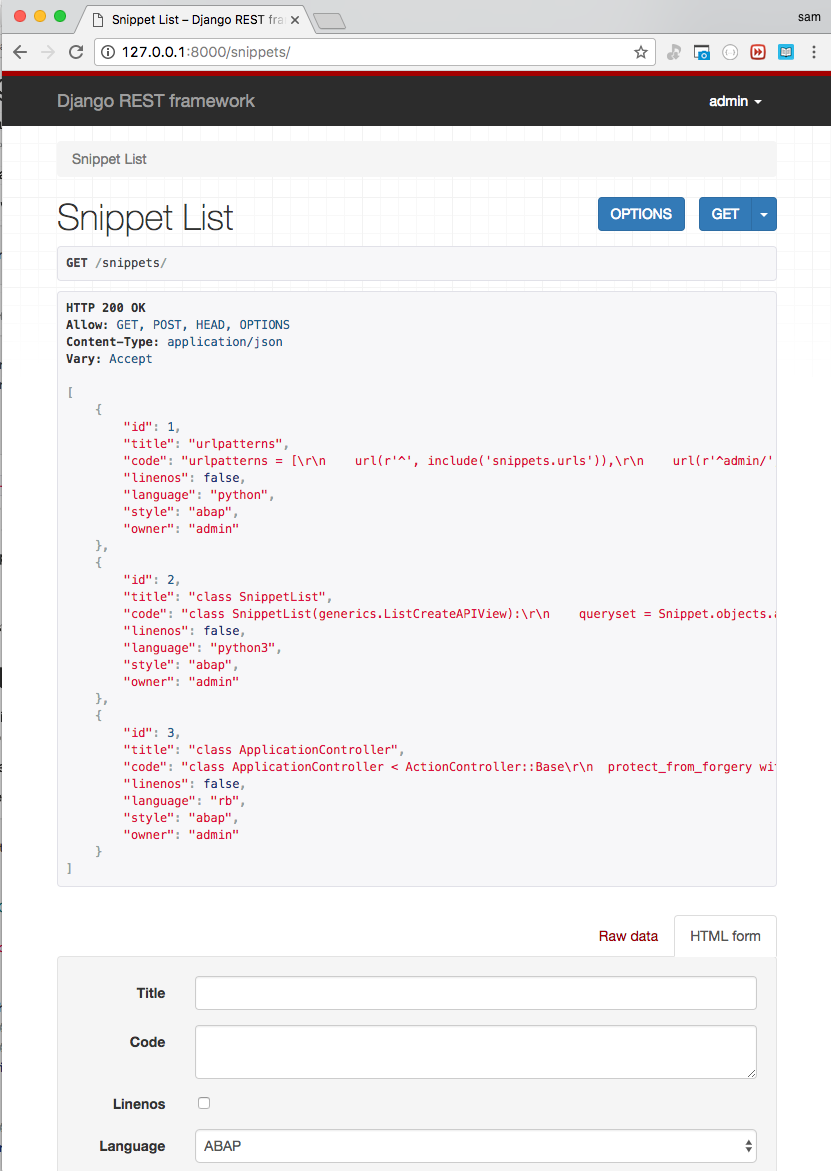 Snippet List – Django REST fra
sam
127.0.0.1:8000/snippets/
Django REST framework
admin
Snippet List
Snippet List
OPTIONS
GET
GET /snippets/
HTTP 200 OK
Allow: GET, POST, HEAD, OPTIONS
Content-Type: application/json
Vary: Accept
[
    {
        "id": 1,
        "title": "urlpatterns",
        "code": "urlpatterns = [\r\n    url(r'^', include('snippets.urls')),\r\n    url(r'^admin/'
        "linenos": false,
        "language": "python",
        "style": "abap",
        "owner": "admin"
    },
    {
        "id": 2,
        "title": "class SnippetList",
        "code": "class SnippetList(generics.ListCreateAPIView):\r\n    queryset = Snippet.objects.a
        "linenos": false,
        "language": "python3",
        "style": "abap",
        "owner": "admin"
    },
    {
        "id": 3,
        "title": "class ApplicationController",
        "code": "class ApplicationController < ActionController::Base\r\n  protect_from_forgery wi
        "linenos": false,
        "language": "rb",
        "style": "abap",
        "owner": "admin"
    }
]
Raw data
HTML form
Title
Code
Linenos
Language
ABAP